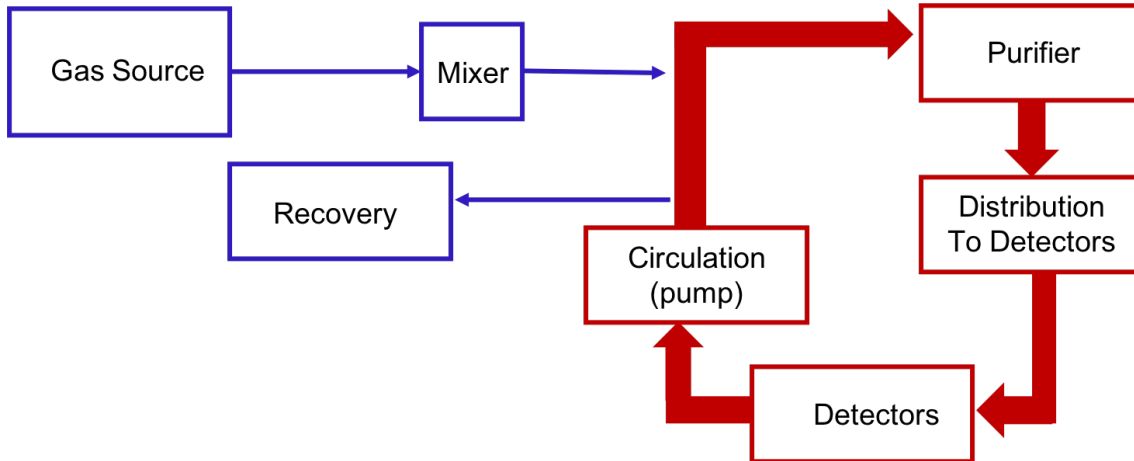 Gas Source
Mixer
Purifier
Recovery
Distribution
To Detectors
Circulation
(pump)
Detectors